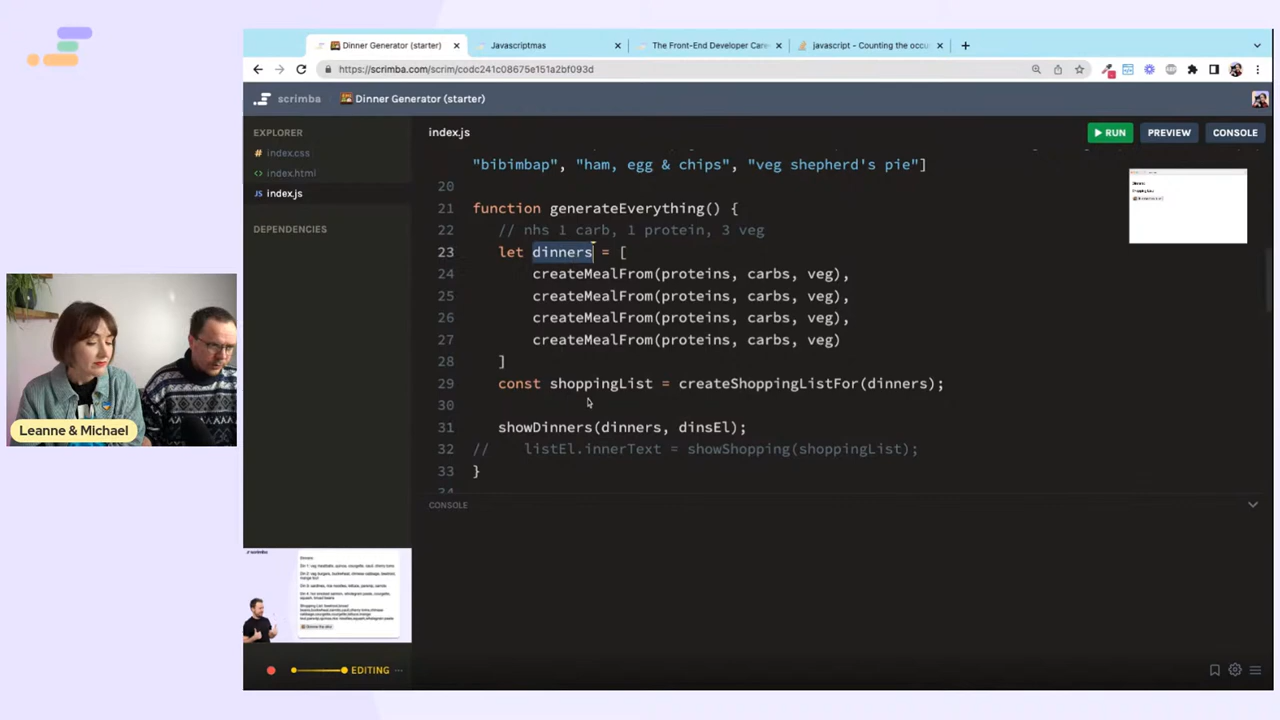 Dinner Generator (starter)
Javascriptmas
The Front-End Developer Care
javascript - Counting the occu
https://scrimba.com/scrim/codc241c08675e151a2bf093d
scrimba
Dinner Generator (starter)
EXPLORER
index.css
index.html
JS index.js
DEPENDENCIES
index.js
RUN
PREVIEW
CONSOLE
"bibimbap", "ham, egg & chips", "veg shepherd's pie"]
20
21 function generateEverything() {
22 // nhs 1 carb, 1 protein, 3 veg
23 let dinners = [
24 createMealFrom(proteins, carbs, veg),
25 createMealFrom(proteins, carbs, veg),
26 createMealFrom(proteins, carbs, veg),
27 createMealFrom(proteins, carbs, veg)
28 ]
29 const shoppingList = createShoppingListFor(dinners);
30
31 showDinners(dinners, dinsEl);
32 // listEl.innerText = showShopping(shoppingList);
33 }
34
CONSOLE
Leanne & Michael
EDITING